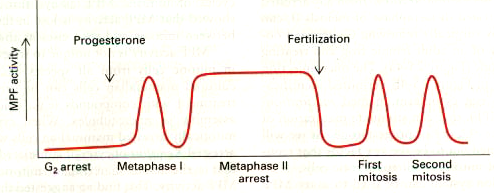 Progesterone
Fertilization
MPF activity
G₂ arrest
Metaphase I
Metaphase II
arrest
First
mitosis
Second
mitosis